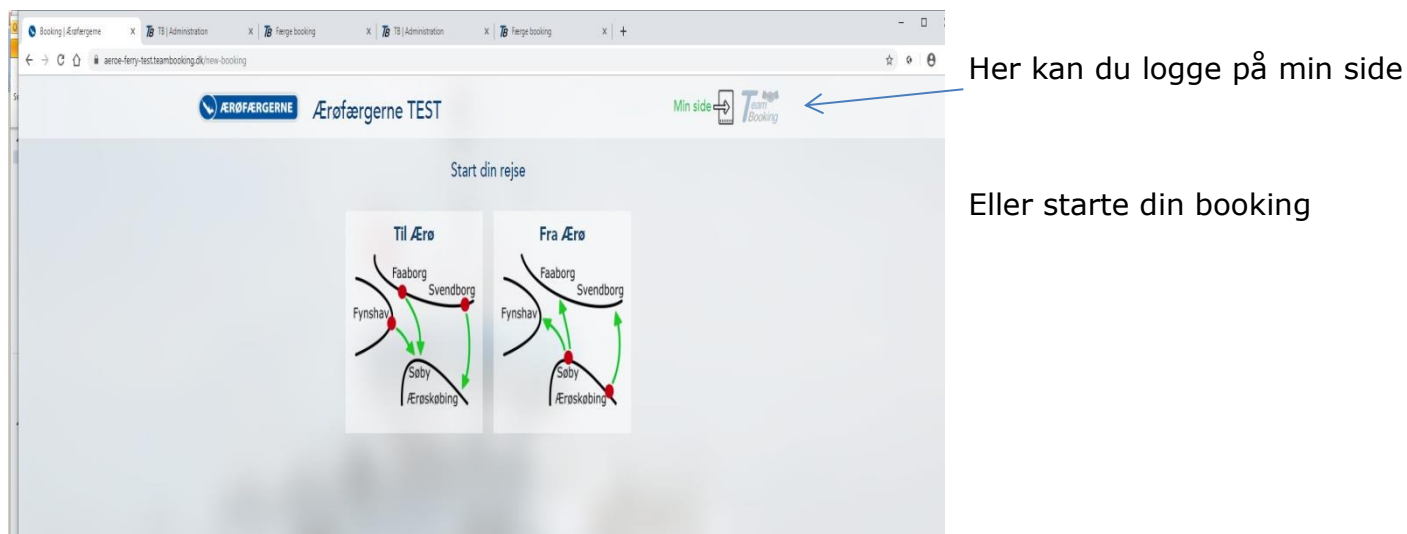 Booking | Ærøfærgerne
TB | Administration
Færge booking
TB | Administration
Færge booking
aeroe-ferry-test.teambooking.dk/new-booking
ÆRØFÆRGERNE
Ærøfærgerne TEST
Min side
Team
Booking
Her kan du logge på min side
Start din rejse
Eller starte din booking
Til Ærø
Faaborg
Svendborg
Fynshav
Søby
Ærøskøbing
Fra Ærø
Faaborg
Svendborg
Fynshav
Søby
Ærøskøbing